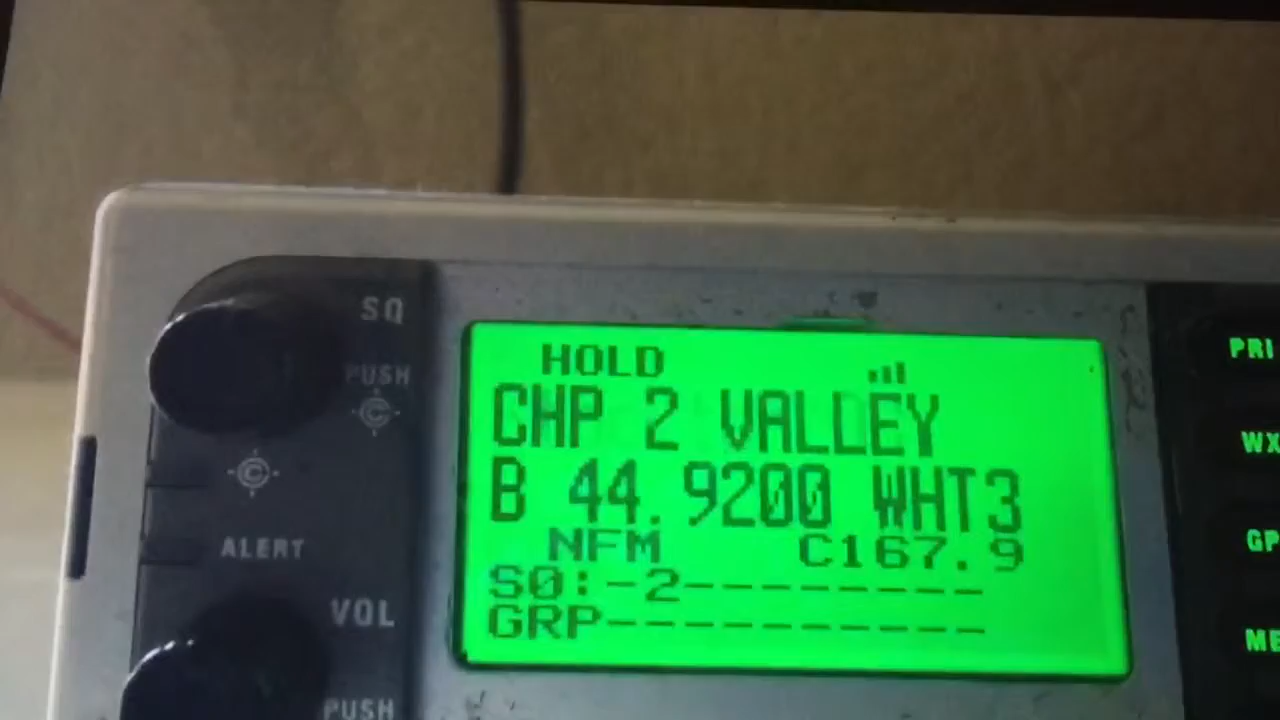 SQ
PUSH
ALERT
VOL
PUSH
HOLD
CHP 2 VALLEY
B 44.9200 WHT3
NFM C167.9
S0:-2--------
GRP----------
PRI
WX
GP
ME